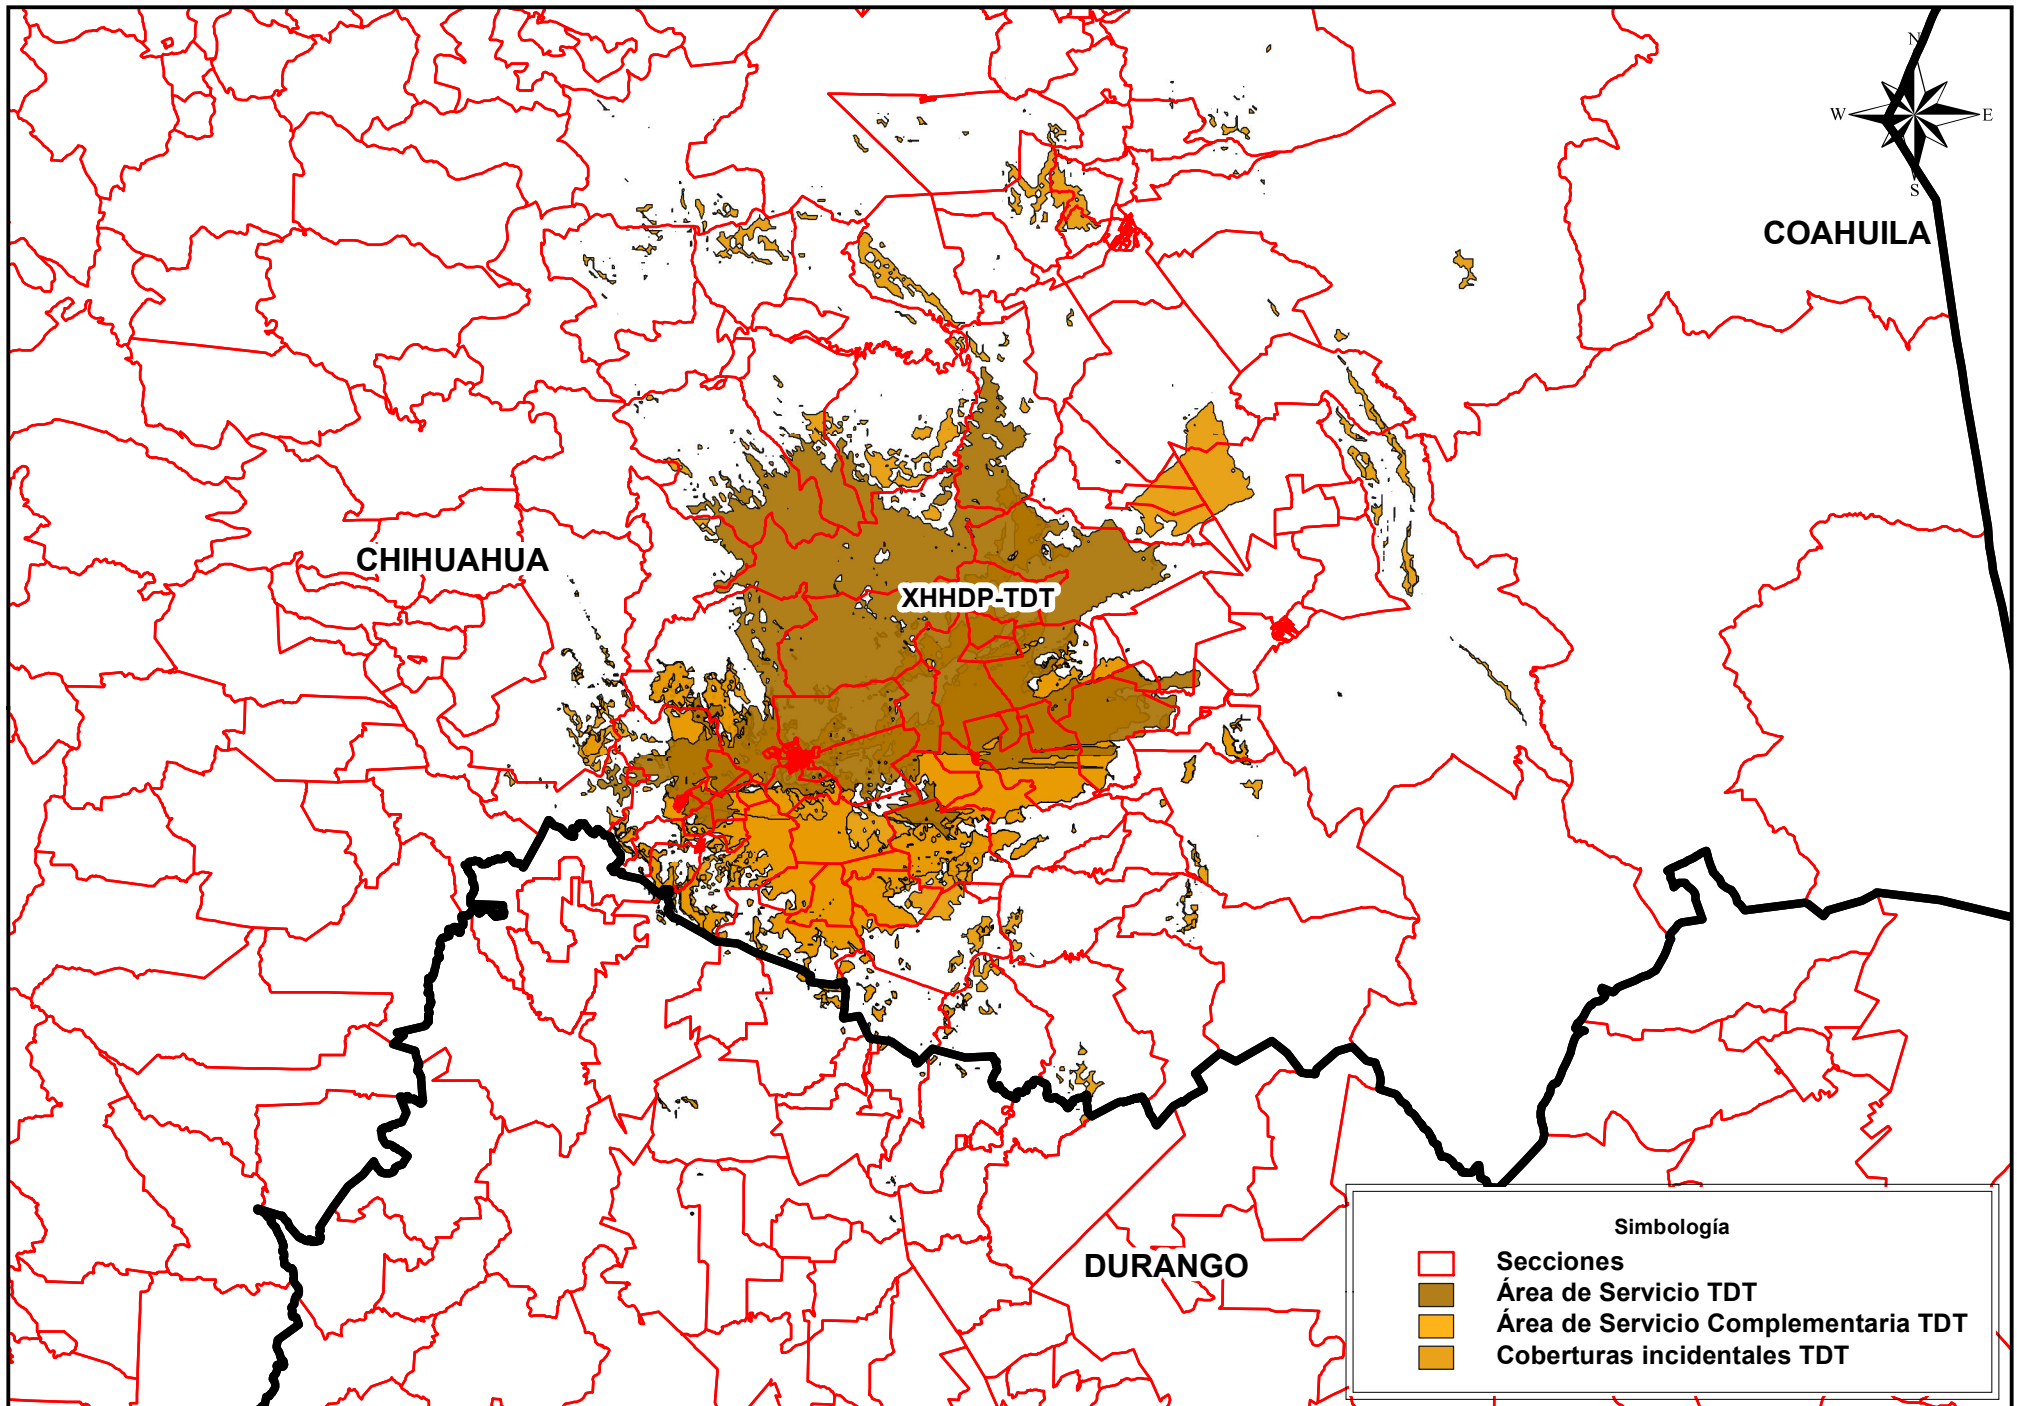 N
W
E
S
COAHUILA
CHIHUAHUA
XHHDP-TDT
DURANGO
Simbología
Secciones
Área de Servicio TDT
Área de Servicio Complementaria TDT
Coberturas incidentales TDT